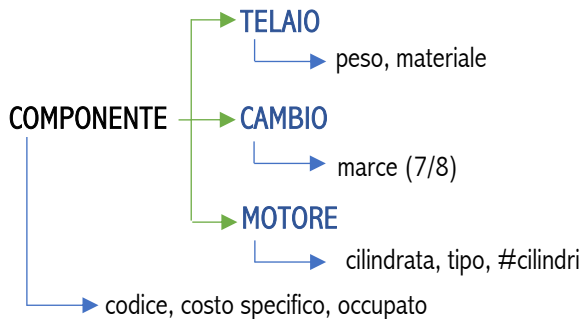 TELAIO
peso, materiale
COMPONENTE
CAMBIO
marce (7/8)
MOTORE
cilindrata, tipo, #cilindri
codice, costo specifico, occupato